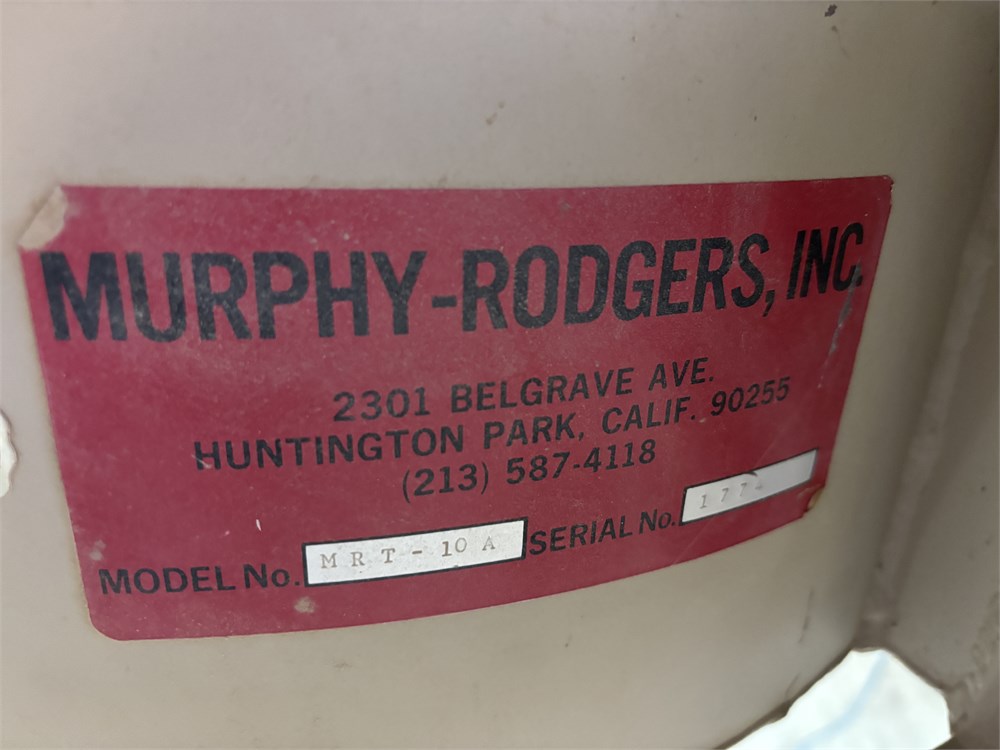 MURPHY-RODGERS, INC.
2301 BELGRAVE AVE.
HUNTINGTON PARK, CALIF. 90255
(213) 587-4118
MODEL No. MRT-10A SERIAL No.